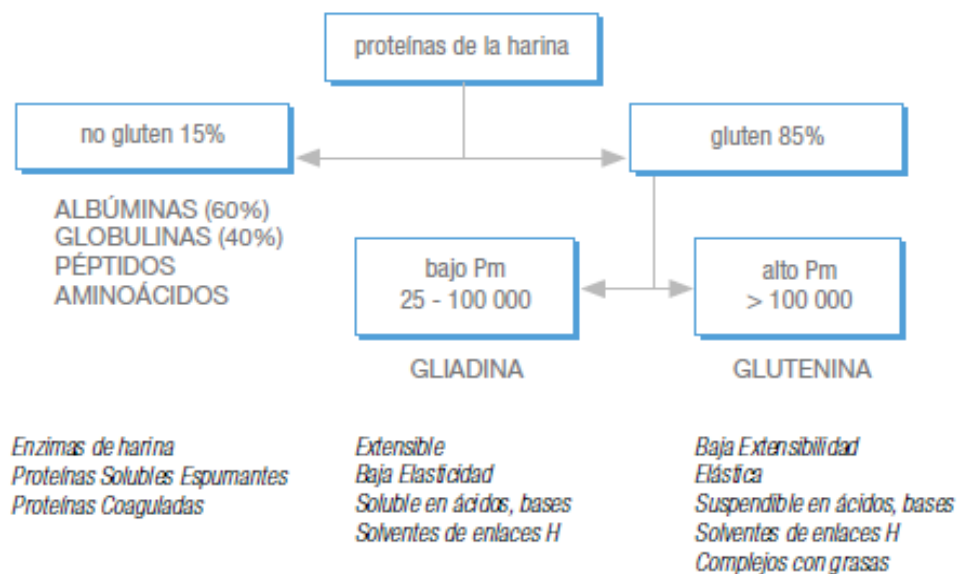 proteínas de la harina
no gluten 15%
gluten 85%
ALBÚMINAS (60%)
GLOBULINAS (40%)
PÉPTIDOS
AMINOÁCIDOS
bajo Pm
25 - 100 000
alto Pm
> 100 000
GLIADINA
GLUTENINA
Enzimas de harina
Proteínas Solubles Espumantes
Proteínas Coaguladas
Extensible
Baja Elasticidad
Soluble en ácidos, bases
Solventes de enlaces H
Baja Extensibilidad
Elástica
Suspendible en ácidos, bases
Solventes de enlaces H
Complejos con grasas